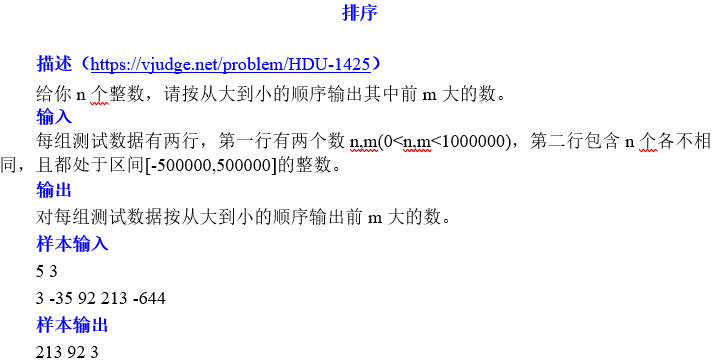 排序
描述（https://vjudge.net/problem/HDU-1425）
给你 n 个整数，请按从大到小的顺序输出其中前 m 大的数。
输入
每组测试数据有两行，第一行有两个数 n,m(0<n,m<1000000)，第二行包含 n 个各不相
同，且都处于区间[-500000,500000]的整数。
输出
对每组测试数据按从大到小的顺序输出前 m 大的数。
样本输入
5 3
3 -35 92 213 -644
样本输出
213 92 3